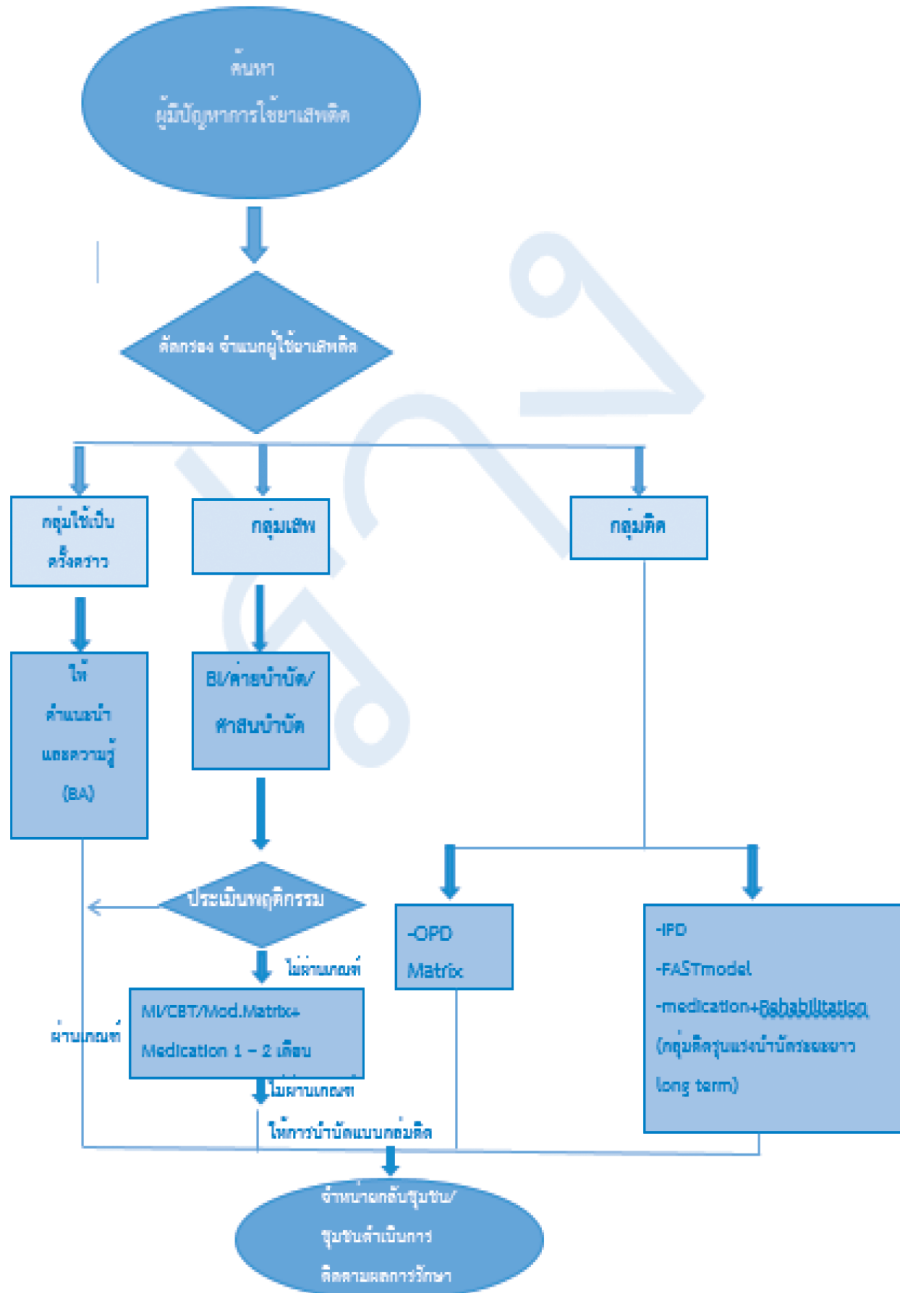 ค้นหา
ผู้มีปัญหาการใช้ยาเสพติด
คัดกรอง จำแนกผู้ใช้ยาเสพติด
กลุ่มใช้เป็น
ครั้งคราว
กลุ่มเสพ
กลุ่มติด
ให้
คำแนะนำ
และความรู้
(BA)
BI/ค่ายบำบัด/
ศาสนบำบัด
ประเมินพฤติกรรม
-OPD
Matrix
-IPD
-FASTmodel
-medication+Rehabilitation
(กลุ่มติดรุนแรงบำบัดระยะยาว
long term)
ไม่ผ่านเกณฑ์
MI/CBT/Mod.Matrix+
Medication 1 – 2 เดือน
ผ่านเกณฑ์
ไม่ผ่านเกณฑ์
ให้การบำบัดแบบกลุ่มติด
จำหน่ายกลับชุมชน/
ชุมชนดำเนินการ
ติดตามผลการรักษา
ร่าง